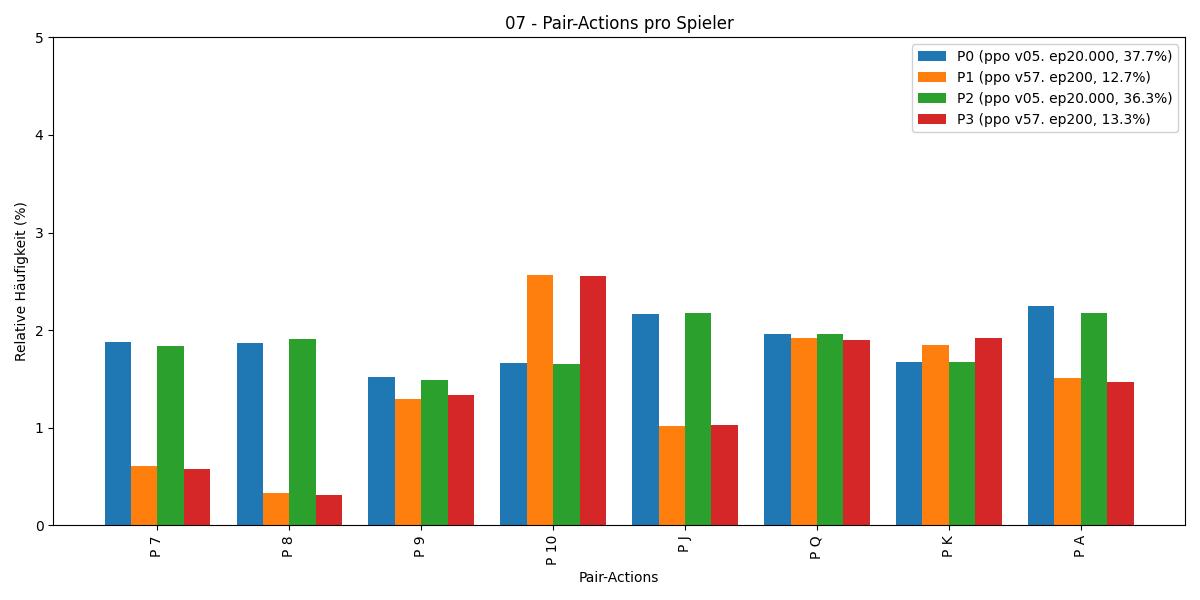 07 - Pair-Actions pro Spieler
P0 (ppo v05. ep20.000, 37.7%)
P1 (ppo v57. ep200, 12.7%)
P2 (ppo v05. ep20.000, 36.3%)
P3 (ppo v57. ep200, 13.3%)
Relative Häufigkeit (%)
5
4
3
2
1
0
P 7
P 8
P 9
P 10
P J
P Q
P K
P A
Pair-Actions